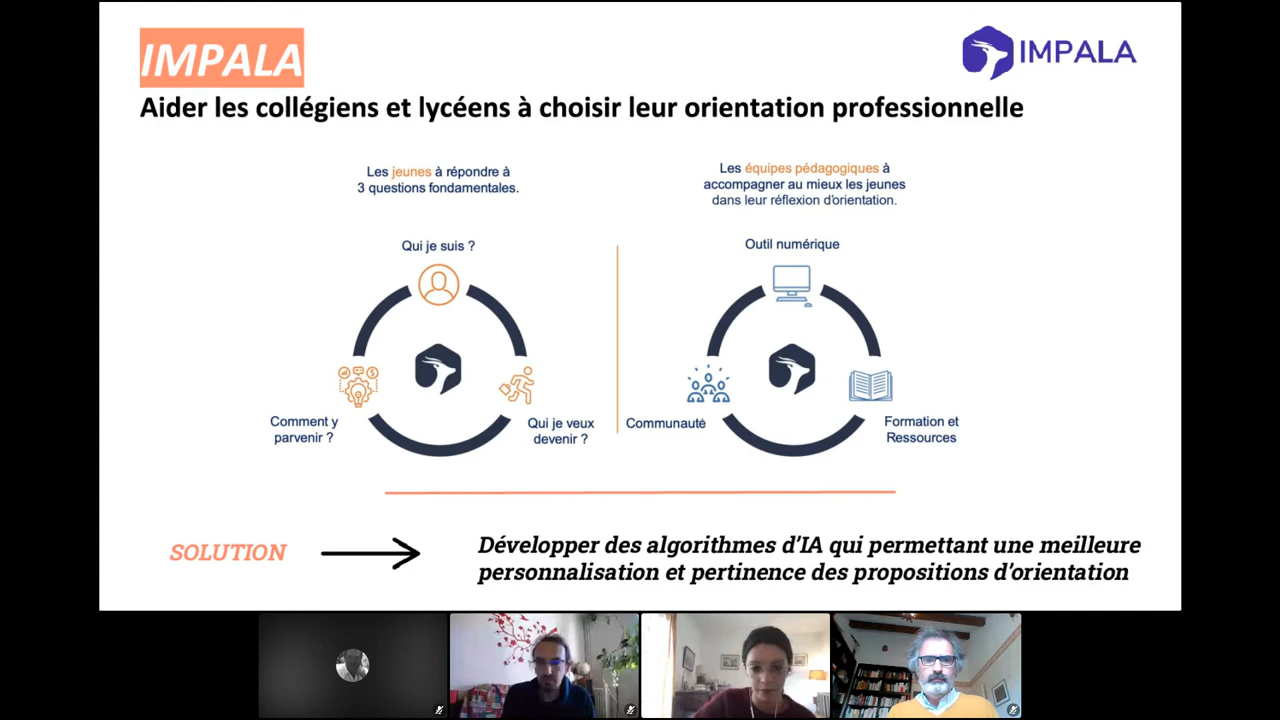 IMPALA
IMPALA
Aider les collégiens et lycéens à choisir leur orientation professionnelle
Les jeunes à répondre à
3 questions fondamentales.
Qui je suis ?
Comment y
parvenir ?
Qui je veux
devenir ?
Les équipes pédagogiques à
accompagner au mieux les jeunes
dans leur réflexion d'orientation.
Outil numérique
Communauté
Formation et
Ressources
SOLUTION
Développer des algorithmes d'IA qui permettant une meilleure
personnalisation et pertinence des propositions d'orientation